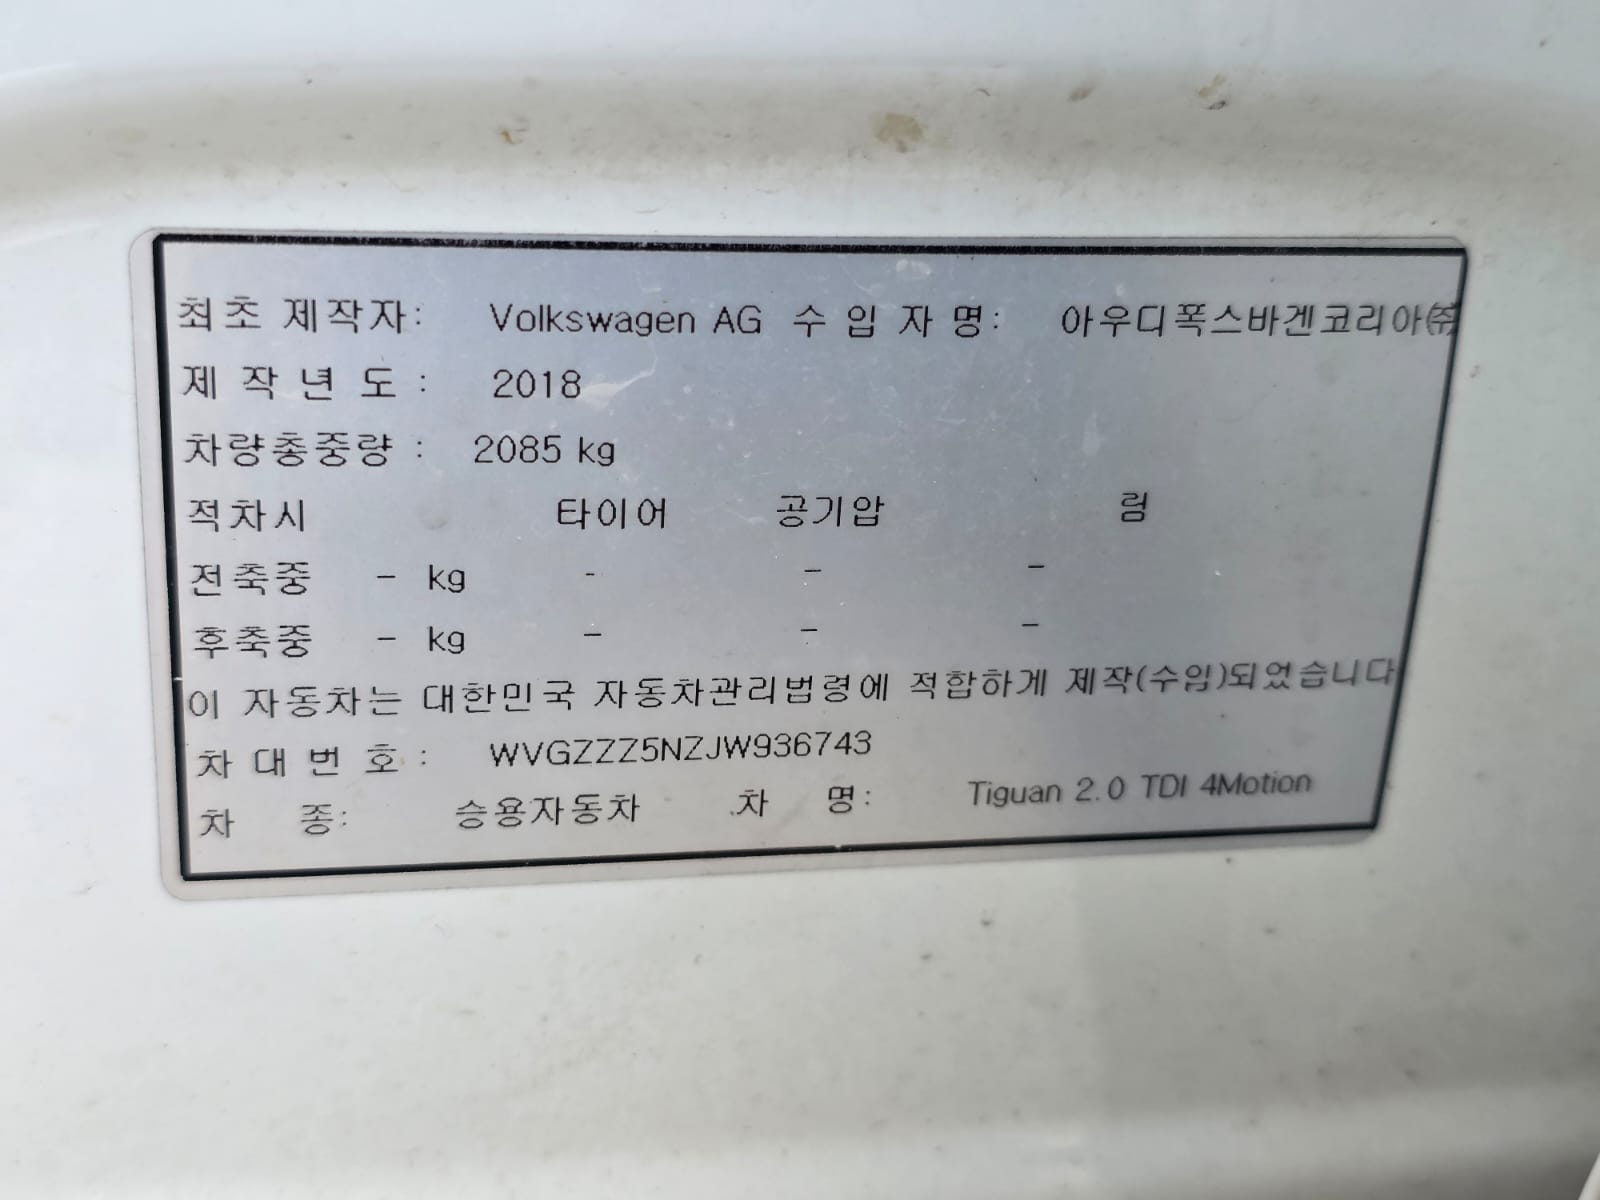 최초 제작자: Volkswagen AG 수 입 자 명: 아우디폭스바겐코리아㈜
제 작 년 도 : 2018
차량총중량 : 2085 kg
적차시 타이어 공기압 림
전축중 - kg - - -
후축중 - kg - - -
이 자동차는 대한민국 자동차관리법령에 적합하게 제작(수입)되었습니다
차 대 번 호 : WVGZZZ5NZJW936743
차 종: 승용자동차 차 명: Tiguan 2.0 TDI 4Motion